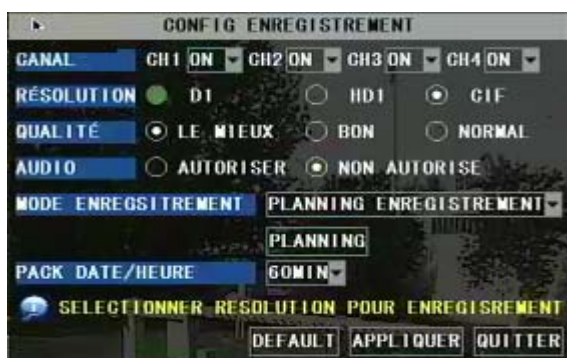 CONFIG ENREGISTREMENT
CANAL CH1 ON CH2 ON CH3 ON CH4 ON
RÉSOLUTION D1 HD1 CIF
QUALITÉ LE MIEUX BON NORMAL
AUDIO AUTORISER NON AUTORISE
MODE ENREGSITREMENT PLANNING ENREGISTREMENT
PLANNING
PACK DATE/HEURE 60MIN
SELECTIONNER RESOLUTION POUR ENREGISREMENT
DEFAULT APPLIQUER QUITTER